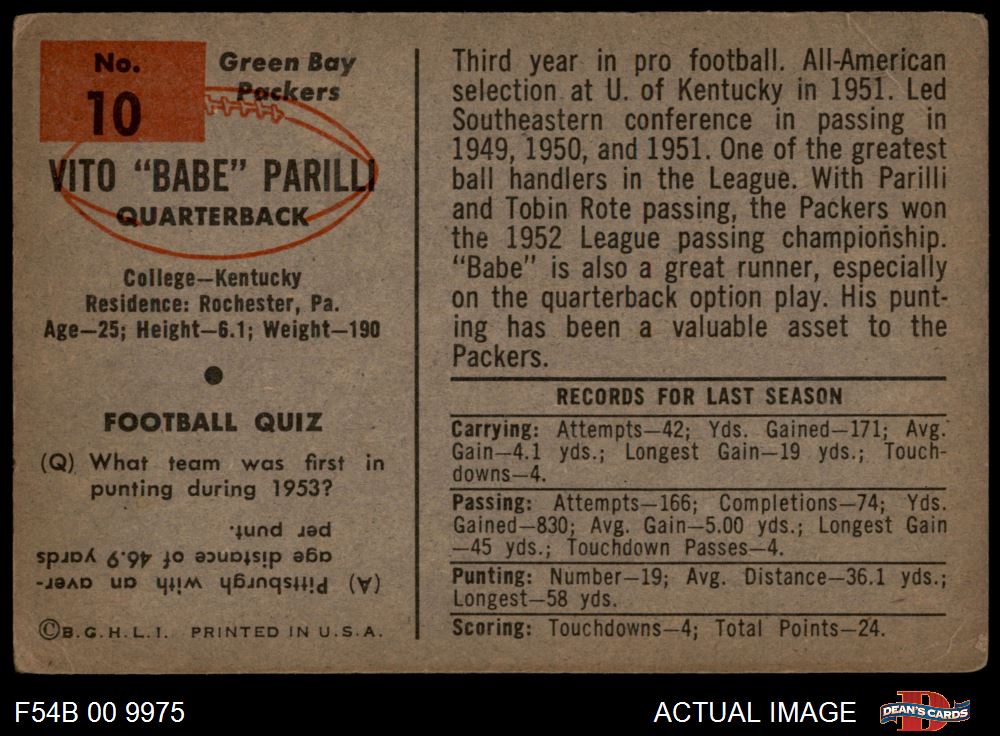 No.
10
Green Bay
Packers
VITO "BABE" PARILLI
QUARTERBACK
College—Kentucky
Residence: Rochester, Pa.
Age—25; Height—6.1; Weight—190
FOOTBALL QUIZ
(Q) What team was first in
punting during 1953?
(A) Pittsburgh with an aver-
age distance of 46.9 yards
per punt.
©B.G.H.L.I. PRINTED IN U.S.A.
Third year in pro football. All-American
selection at U. of Kentucky in 1951. Led
Southeastern conference in passing in
1949, 1950, and 1951. One of the greatest
ball handlers in the League. With Parilli
and Tobin Rote passing, the Packers won
the 1952 League passing championship.
"Babe" is also a great runner, especially
on the quarterback option play. His punt-
ing has been a valuable asset to the
Packers.
RECORDS FOR LAST SEASON
Carrying: Attempts—42; Yds. Gained—171; Avg.
Gain—4.1 yds.; Longest Gain—19 yds.; Touch-
downs—4.
Passing: Attempts—166; Completions—74; Yds.
Gained—830; Avg. Gain—5.00 yds.; Longest Gain
—45 yds.; Touchdown Passes—4.
Punting: Number—19; Avg. Distance—36.1 yds.;
Longest—58 yds.
Scoring: Touchdowns—4; Total Points—24.
F54B 00 9975
ACTUAL IMAGE
D
DEAN'S CARDS